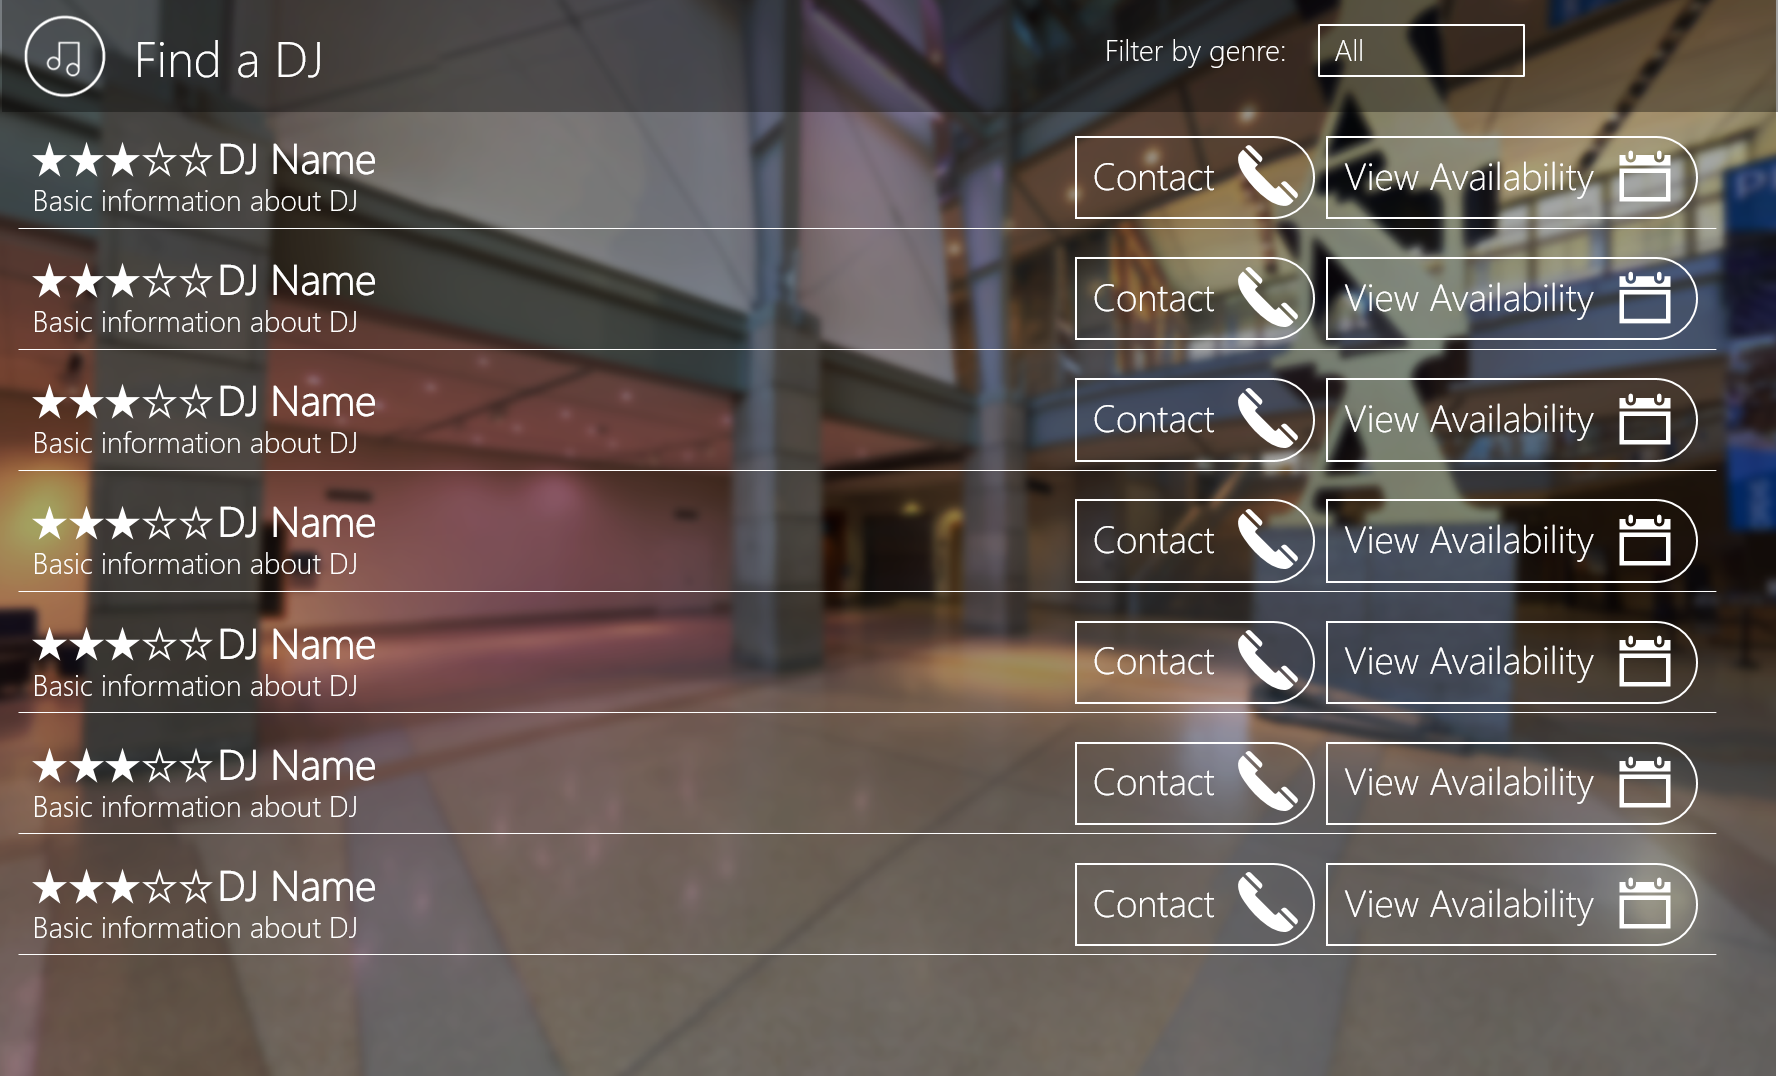 Find a DJ
Filter by genre: All
★★★☆☆DJ Name
Basic information about DJ
Contact
View Availability
★★★☆☆DJ Name
Basic information about DJ
Contact
View Availability
★★★☆☆DJ Name
Basic information about DJ
Contact
View Availability
★★★☆☆DJ Name
Basic information about DJ
Contact
View Availability
★★★☆☆DJ Name
Basic information about DJ
Contact
View Availability
★★★☆☆DJ Name
Basic information about DJ
Contact
View Availability
★★★☆☆DJ Name
Basic information about DJ
Contact
View Availability